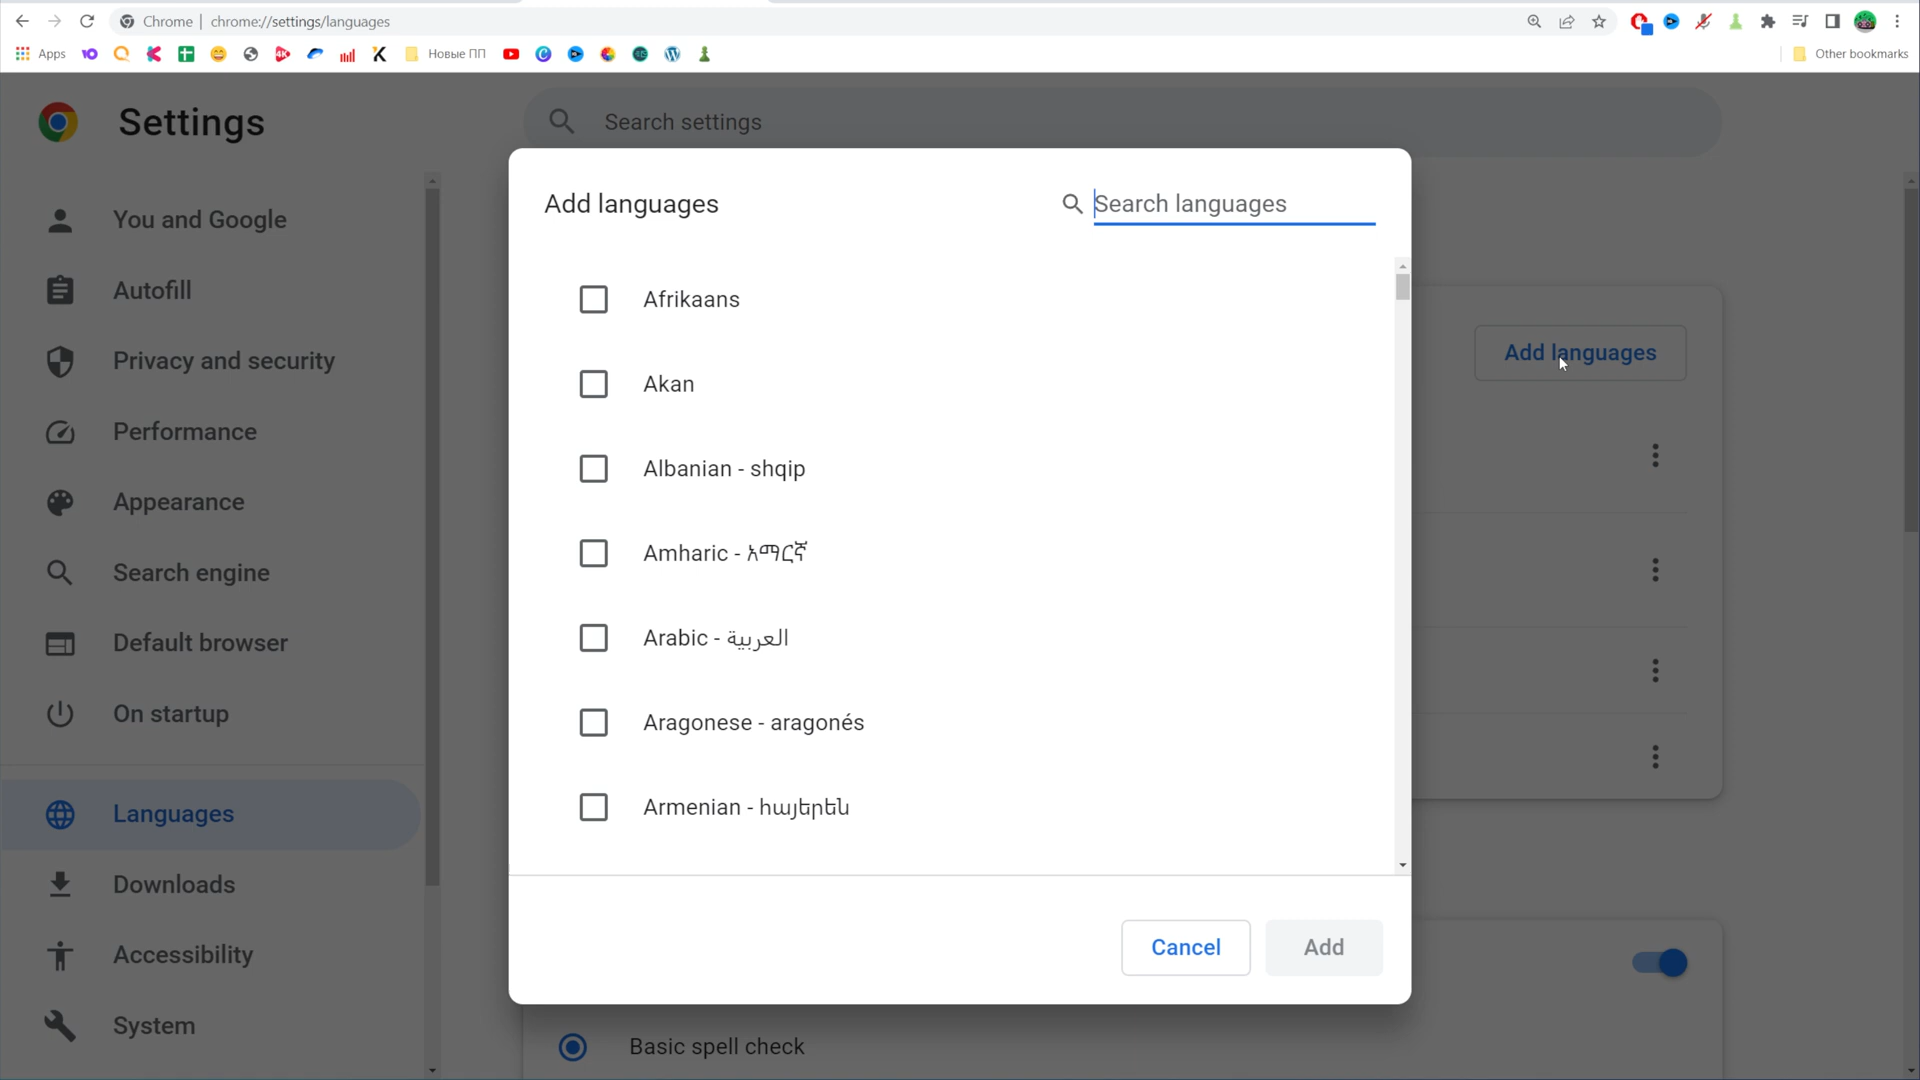 Chrome | chrome://settings/languages
Apps
Новые ПП
Other bookmarks
Settings
Search settings
You and Google
Autofill
Privacy and security
Performance
Appearance
Search engine
Default browser
On startup
Languages
Downloads
Accessibility
System
Add languages
Search languages
Afrikaans
Akan
Albanian - shqip
Amharic - አማርኛ
Arabic - العربية
Aragonese - aragonés
Armenian - հայերեն
Cancel
Add
Add languages
Basic spell check